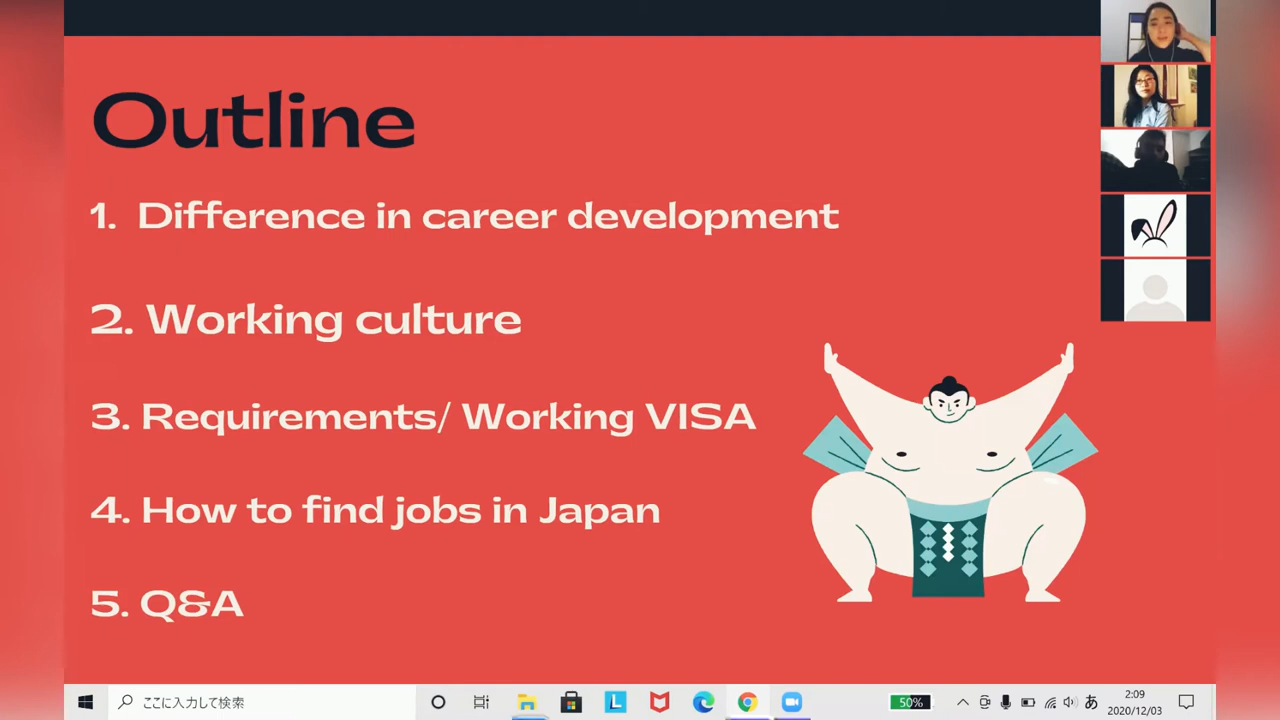 Outline
1. Difference in career development
2. Working culture
3. Requirements/ Working VISA
4. How to find jobs in Japan
5. Q&A
ここに入力して検索
L
50%
あ
2:09
2020/12/03